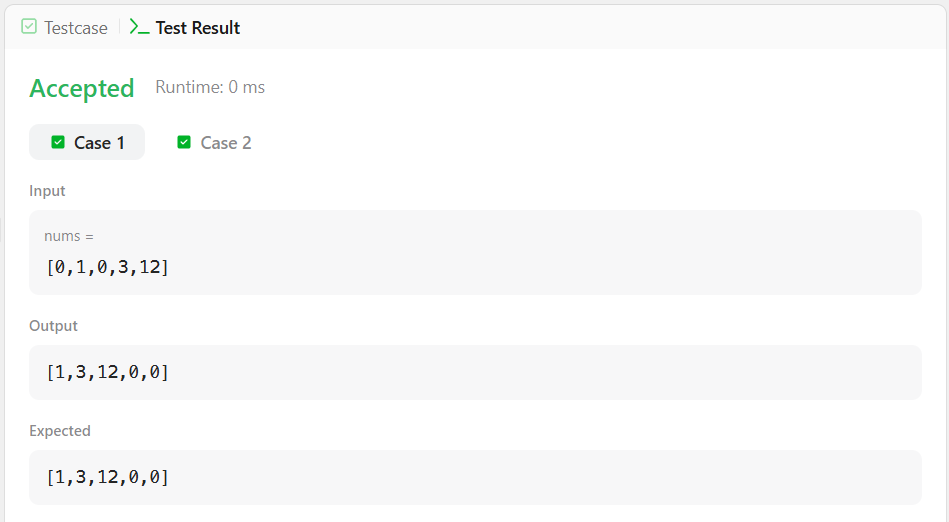 Testcase
Test Result
Accepted Runtime: 0 ms
Case 1 Case 2
Input
nums =
[0,1,0,3,12]
Output
[1,3,12,0,0]
Expected
[1,3,12,0,0]